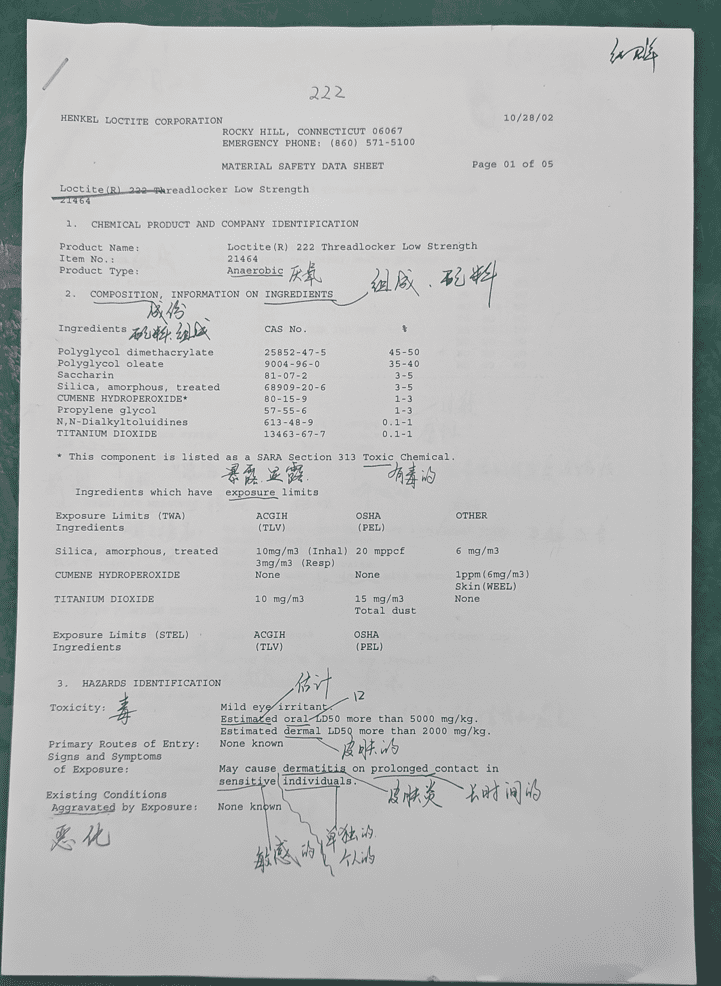 222
HENKEL LOCTITE CORPORATION 10/28/02
ROCKY HILL, CONNECTICUT 06067
EMERGENCY PHONE: (860) 571-5100
MATERIAL SAFETY DATA SHEET Page 01 of 05
Loctite(R) 222 Threadlocker Low Strength
21464
1. CHEMICAL PRODUCT AND COMPANY IDENTIFICATION
Product Name: Loctite(R) 222 Threadlocker Low Strength
Item No.: 21464
Product Type: Anaerobic 厌氧
2. COMPOSITION, INFORMATION ON INGREDIENTS 组成、配料
成份
Ingredients 配料.组成 CAS No. %
Polyglycol dimethacrylate 25852-47-5 45-50
Polyglycol oleate 9004-96-0 35-40
Saccharin 81-07-2 3-5
Silica, amorphous, treated 68909-20-6 3-5
CUMENE HYDROPEROXIDE* 80-15-9 1-3
Propylene glycol 57-55-6 1-3
N,N-Dialkyltoluidines 613-48-9 0.1-1
TITANIUM DIOXIDE 13463-67-7 0.1-1
* This component is listed as a SARA Section 313 Toxic Chemical.
暴露.显露. 有毒的
Ingredients which have exposure limits
Exposure Limits (TWA) ACGIH OSHA OTHER
Ingredients (TLV) (PEL)
Silica, amorphous, treated 10mg/m3 (Inhal) 20 mppcf 6 mg/m3
3mg/m3 (Resp)
CUMENE HYDROPEROXIDE None None 1ppm(6mg/m3)
Skin(WEEL)
TITANIUM DIOXIDE 10 mg/m3 15 mg/m3 None
Total dust
Exposure Limits (STEL) ACGIH OSHA
Ingredients (TLV) (PEL)
3. HAZARDS IDENTIFICATION 估计
口
Toxicity: 毒 Mild eye irritant.
Estimated oral LD50 more than 5000 mg/kg.
Estimated dermal LD50 more than 2000 mg/kg.
Primary Routes of Entry: None known 皮肤的
Signs and Symptoms
of Exposure: May cause dermatitis on prolonged contact in
sensitive individuals.
皮肤炎 长时间的
Existing Conditions
Aggravated by Exposure: None known
恶化 敏感的 单独的.
个人的